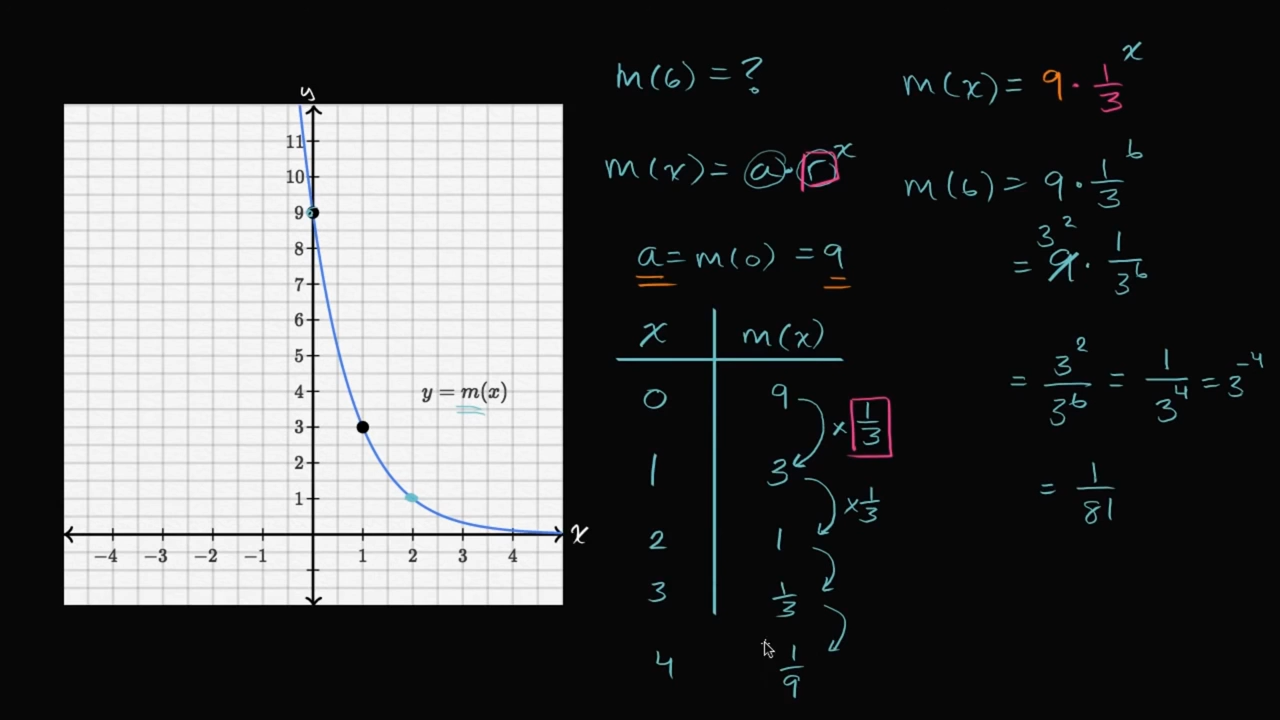 y
11
10
9
8
7
6
5
4
3
2
1
y = m(x)
−4 −3 −2 −1 1 2 3 4 x
m(6) = ?
m(x) = a · r^x
a = m(0) = 9
x m(x)
0 9
× 1/3
1 3
× 1/3
2 1
3 1/3
4 1/9
m(x) = 9 · 1/3^x
m(6) = 9 · 1/3^6
3^2
= 9 · 1/3^6
= 3^2/3^6 = 1/3^4 = 3^-4
= 1/81